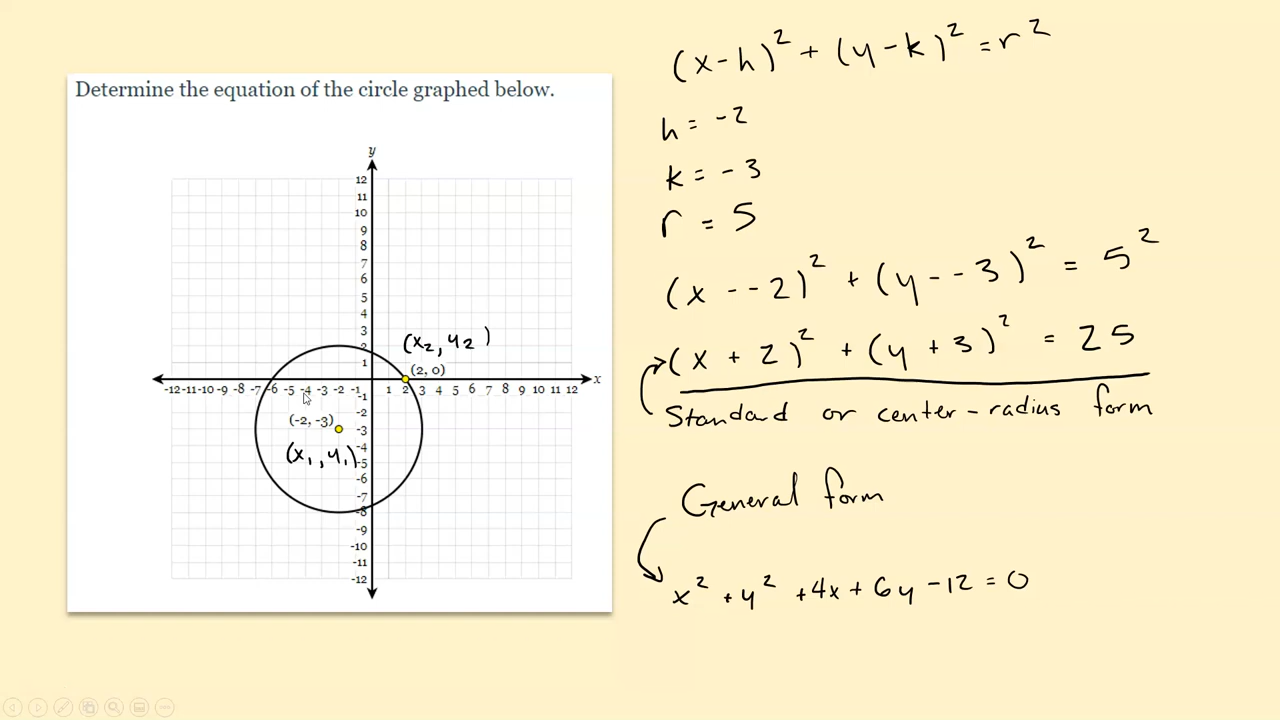 Determine the equation of the circle graphed below.
y
12
11
10
9
8
7
6
5
4
3
2
1
(x₂, y₂)
(2, 0)
-12 -11 -10 -9 -8 -7 -6 -5 -4 -3 -2 -1 1 2 3 4 5 6 7 8 9 10 11 12 x
-1
-2
(-2, -3) -3
-4
(x₁, y₁) -5
-6
-7
-8
-9
-10
-11
-12
(x-h)² + (y-k)² = r²
h = -2
k = -3
r = 5
(x - -2)² + (y - -3)² = 5²
(x + 2)² + (y + 3)² = 25
Standard or center-radius form
General form
x² + y² + 4x + 6y - 12 = 0